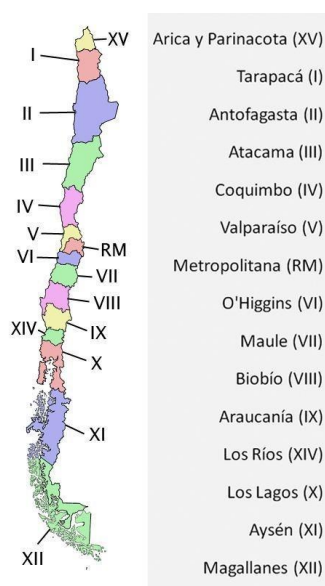 XV
I
II
III
IV
V
RM
VI
VII
VIII
XIV
IX
X
XI
XII
Arica y Parinacota (XV)
Tarapacá (I)
Antofagasta (II)
Atacama (III)
Coquimbo (IV)
Valparaíso (V)
Metropolitana (RM)
O'Higgins (VI)
Maule (VII)
Biobío (VIII)
Araucanía (IX)
Los Ríos (XIV)
Los Lagos (X)
Aysén (XI)
Magallanes (XII)